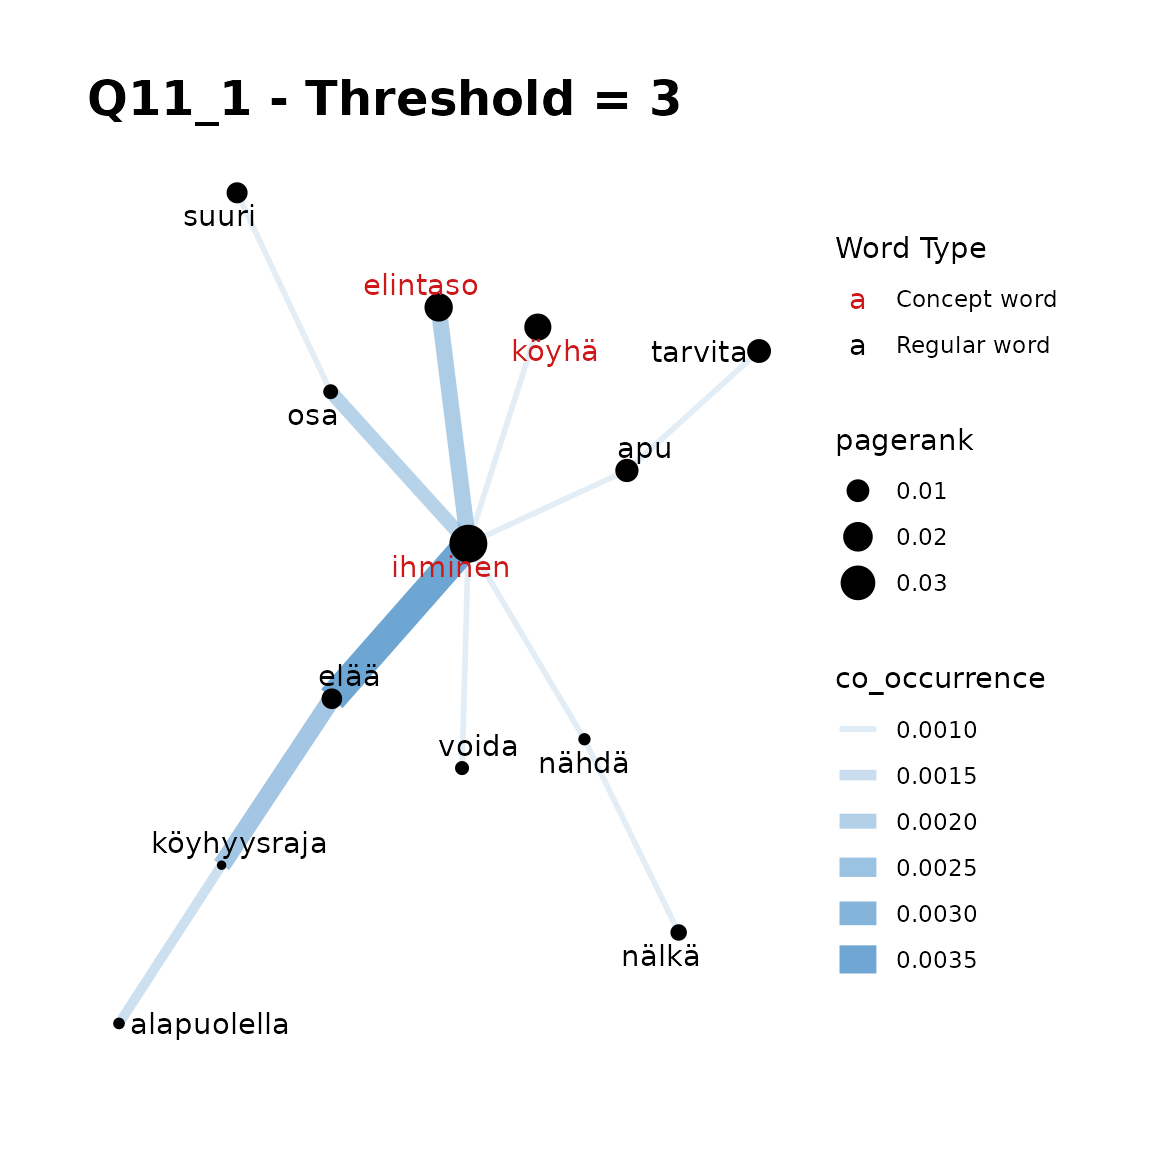 Q11_1 - Threshold = 3
suuri
elintaso
köyhä
tarvita
osa
apu
ihminen
elää
voida
nähdä
köyhyysraja
nälkä
alapuolella
Word Type
a Concept word
a Regular word
pagerank
0.01
0.02
0.03
co_occurrence
0.0010
0.0015
0.0020
0.0025
0.0030
0.0035